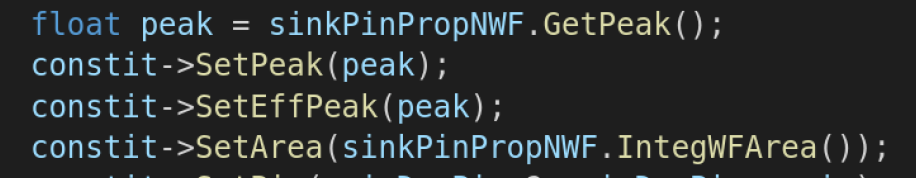 float peak = sinkPinPropNWF.GetPeak();
constit->SetPeak(peak);
constit->SetEffPeak(peak);
constit->SetArea(sinkPinPropNWF.IntegWFArea());